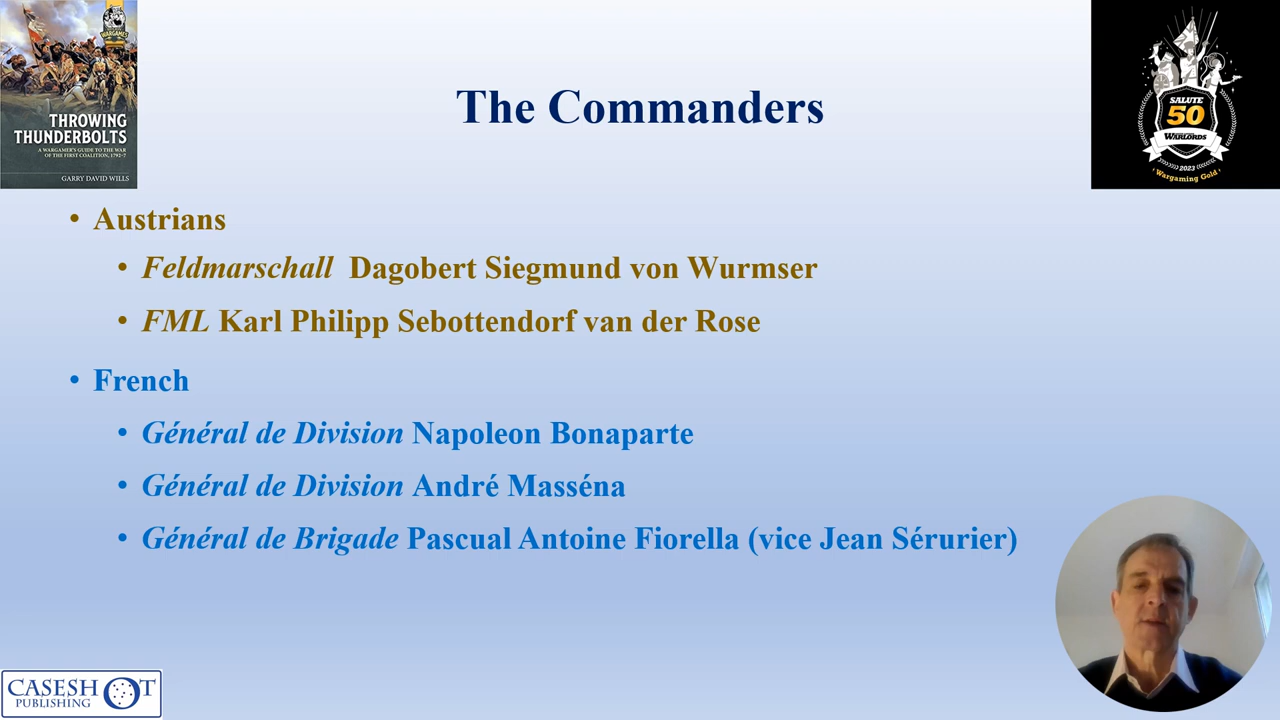 WARGAMES
THROWING
THUNDERBOLTS
A WARGAMER'S GUIDE TO THE WAR
OF THE FIRST COALITION, 1792-7
GARRY DAVID WILLS
The Commanders
SALUTE
50
WARLORDS
2023
Wargaming Gold
• Austrians
• Feldmarschall Dagobert Siegmund von Wurmser
• FML Karl Philipp Sebottendorf van der Rose
• French
• Général de Division Napoleon Bonaparte
• Général de Division André Masséna
• Général de Brigade Pascual Antoine Fiorella (vice Jean Sérurier)
CASESHOT
PUBLISHING